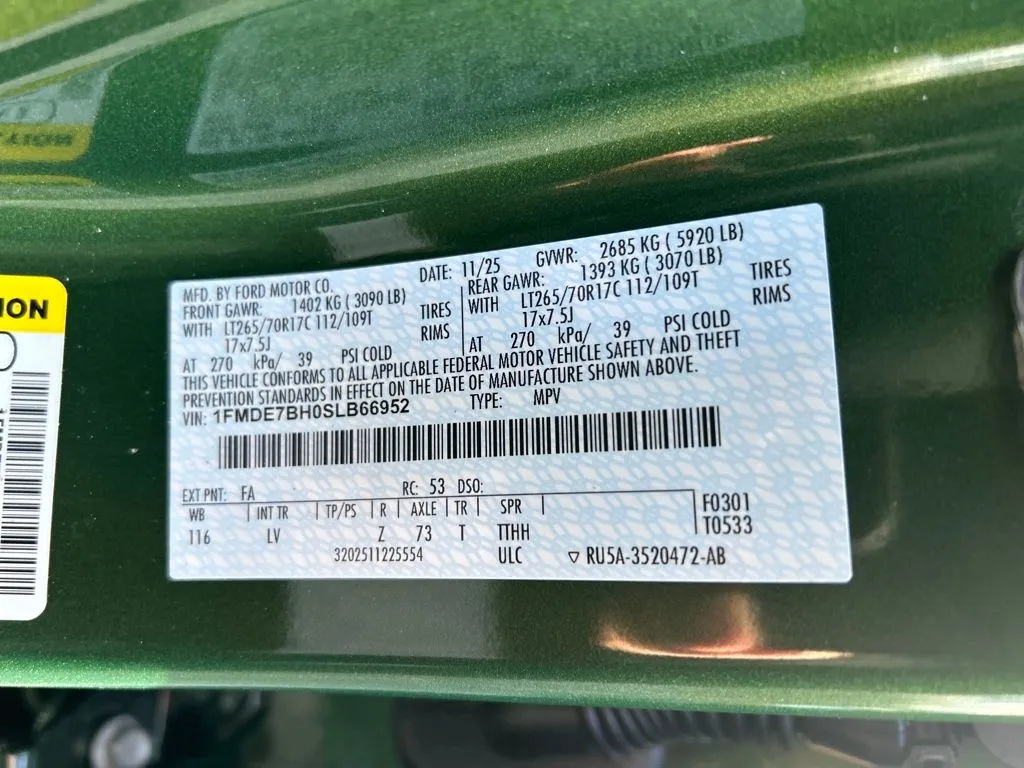 ION
MFD. BY FORD MOTOR CO.
DATE: 11/25
GVWR: 2685 KG ( 5920 LB)
FRONT GAWR: 1402 KG ( 3090 LB)
REAR GAWR: 1393 KG ( 3070 LB)
WITH LT265/70R17C 112/109T TIRES
WITH LT265/70R17C 112/109T TIRES
17x7.5J RIMS
17x7.5J RIMS
AT 270 kPa/ 39 PSI COLD
AT 270 kPa/ 39 PSI COLD
THIS VEHICLE CONFORMS TO ALL APPLICABLE FEDERAL MOTOR VEHICLE SAFETY AND THEFT
PREVENTION STANDARDS IN EFFECT ON THE DATE OF MANUFACTURE SHOWN ABOVE.
VIN: 1FMDE7BH0SLB66952 TYPE: MPV
EXT PNT: FA RC: 53 DSO:
WB | INT TR | TP/PS | R | AXLE | TR | SPR |
116 LV Z 73 T TTHH
F0301
T0533
3202511225554 ULC RU5A-3520472-AB